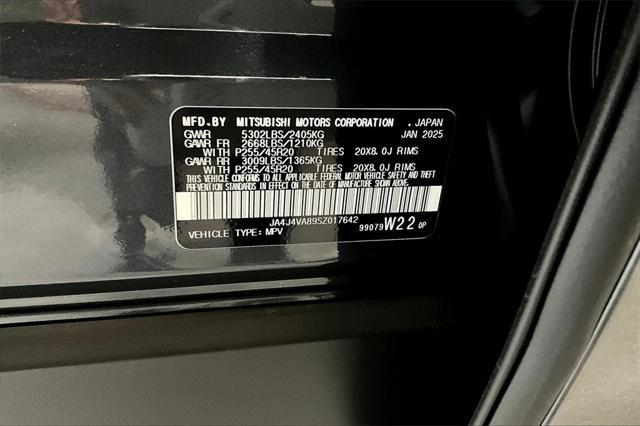 MFD.BY MITSUBISHI MOTORS CORPORATION , JAPAN
GVWR 5302LBS/2405KG JAN 2025
GAWR FR 2668LBS/1210KG
WITH P255/45R20 TIRES 20X8.0J RIMS
GAWR RR 3009LBS/1365KG
WITH P255/45R20 TIRES 20X8.0J RIMS
THIS VEHICLE CONFORMS TO ALL APPLICABLE FEDERAL MOTOR VEHICLE SAFETY AND THEFT
PREVENTION STANDARDS IN EFFECT ON THE DATE OF MANUFACTURE SHOWN ABOVE.
JA4J4VA89SZ017642
VEHICLE TYPE: MPV 99079 W22 0P